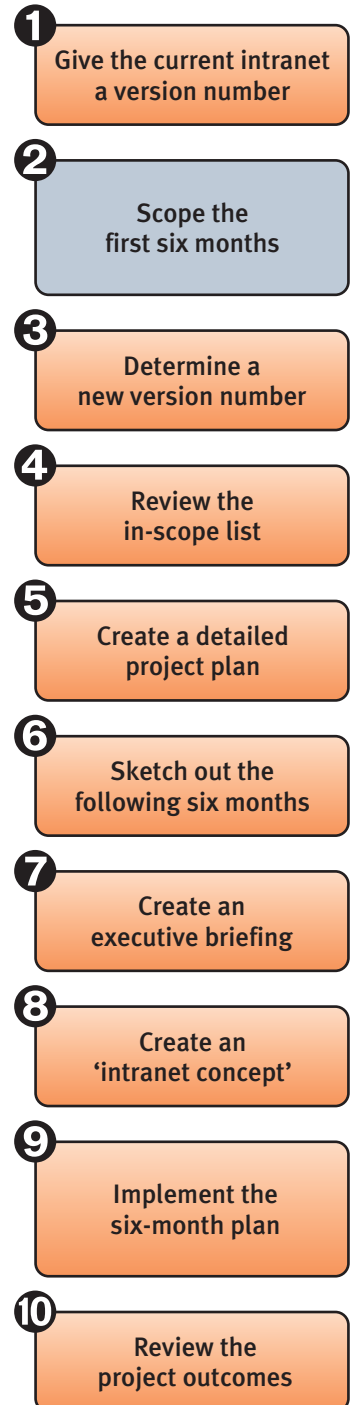 1
Give the current intranet
a version number
2
Scope the
first six months
3
Determine a
new version number
4
Review the
in-scope list
5
Create a detailed
project plan
6
Sketch out the
following six months
7
Create an
executive briefing
8
Create an
‘intranet concept’
9
Implement the
six-month plan
10
Review the
project outcomes